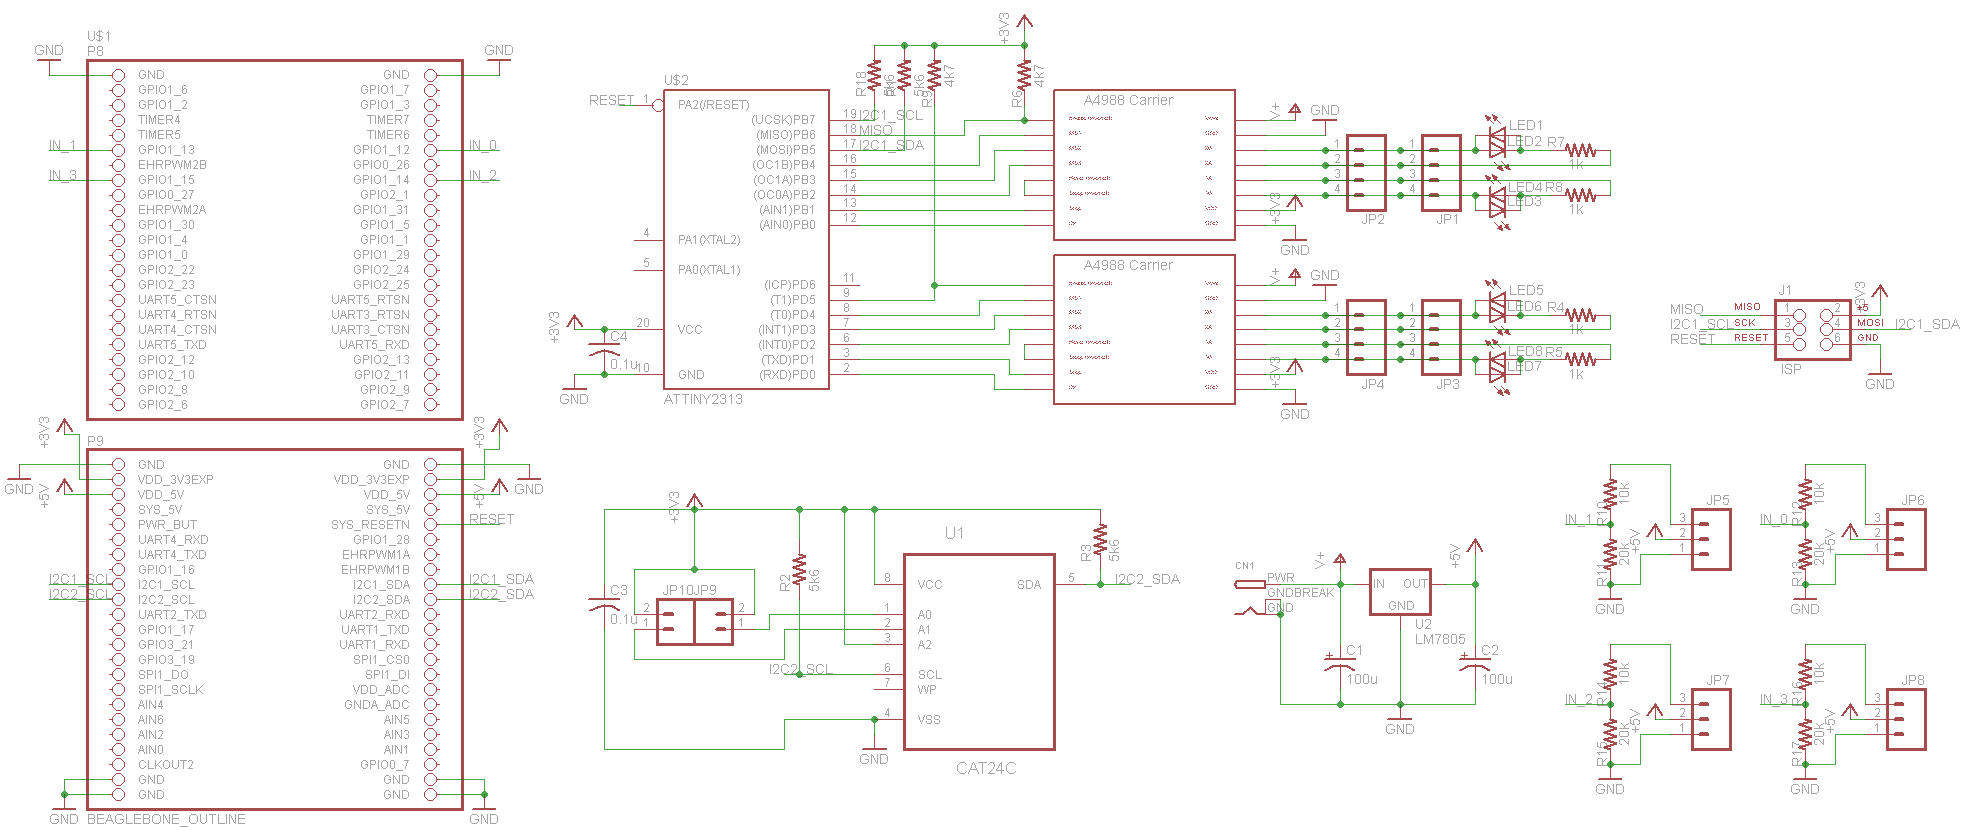 U$1
P8
GND
GND
GND GND
GPIO1_6 GPIO1_7
GPIO1_2 GPIO1_3
TIMER4 TIMER7
TIMER5 TIMER6
IN_1 GPIO1_13 GPIO1_12 IN_0
EHRPWM2B GPIO0_26
IN_3 GPIO1_15 GPIO1_14 IN_2
GPIO0_27 GPIO2_1
EHRPWM2A GPIO1_31
GPIO1_30 GPIO1_5
GPIO1_4 GPIO1_1
GPIO1_0 GPIO1_29
GPIO2_22 GPIO2_24
GPIO2_23 GPIO2_25
UART5_CTSN UART5_RTSN
UART4_RTSN UART3_RTSN
UART4_CTSN UART3_CTSN
UART5_TXD UART5_RXD
GPIO2_12 GPIO2_13
GPIO2_10 GPIO2_11
GPIO2_8 GPIO2_9
GPIO2_6 GPIO2_7
+3V3
+3V3
P9
GND GND
GND
GND
VDD_3V3EXP VDD_3V3EXP
+5V VDD_5V VDD_5V +5V
SYS_5V SYS_5V
PWR_BUT SYS_RESETN RESET
UART4_RXD GPIO1_28
UART4_TXD EHRPWM1A
GPIO1_16 EHRPWM1B
I2C1_SCL I2C1_SCL I2C1_SDA I2C1_SDA
I2C2_SCL I2C2_SCL I2C2_SDA I2C2_SDA
UART2_TXD UART2_RXD
GPIO1_17 UART1_TXD
GPIO3_21 UART1_RXD
GPIO3_19 SPI1_CS0
SPI1_DO SPI1_DI
SPI1_SCLK VDD_ADC
AIN4 GNDA_ADC
AIN6 AIN5
AIN2 AIN3
AIN0 AIN1
CLKOUT2 GPIO0_7
GND GND
GND GND
GND
GND
BEAGLEBONE_OUTLINE
U$2
RESET 1 PA2(/RESET)
(UCSK)PB7 19 I2C1_SCL
(MISO)PB6 18 MISO
(MOSI)PB5 17 I2C1_SDA
(OC1B)PB4 16
(OC1A)PB3 15
(OC0A)PB2 14
(AIN1)PB1 13
(AIN0)PB0 12
4 PA1(XTAL2)
5 PA0(XTAL1)
(ICP)PD6 11
(T1)PD5 9
(T0)PD4 8
(INT1)PD3 7
(INT0)PD2 6
(TXD)PD1 3
(RXD)PD0 2
20 VCC
10 GND
ATTINY2313
+3V3
C4
0.1u
GND
R18
5k6
4k7
+3V3
R6
4k7
A4988 Carrier
V+
GND
+3V3
GND
1
2
3
4
JP2
1
2
3
4
JP1
LED1
LED2 R7
1k
LED4 R8
LED3
1k
A4988 Carrier
V+
GND
+3V3
GND
1
2
3
4
JP4
1
2
3
4
JP3
LED5
LED6 R4
1k
LED8 R5
LED7
1k
J1
+3V3
MISO MISO 1 2 +5
I2C1_SCL SCK 3 4 MOSI I2C1_SDA
RESET RESET 5 6 GND
ISP
GND
+3V3
C3
0.1u
JP10 JP9
2 2
1 1
R2
5k6
I2C2_SCL
U1
8 VCC
1 A0
2 A1
3 A2
6 SCL
7 WP
4 VSS
SDA 5
I2C2_SDA
R3
5k6
GND
CAT24C
CN1
PWR
GNDBREAK
GND
V+
IN OUT
GND
U2
LM7805
+5V
C1
100u
C2
100u
GND
10K
R10
IN_1
R11
20K
+5V
JP5
3
2
1
GND
10K
R12
IN_0
R13
20K
+5V
JP6
3
2
1
GND
10K
R14
IN_2
R15
20K
+5V
JP7
3
2
1
GND
10K
R16
IN_3
R17
20K
+5V
JP8
3
2
1
GND